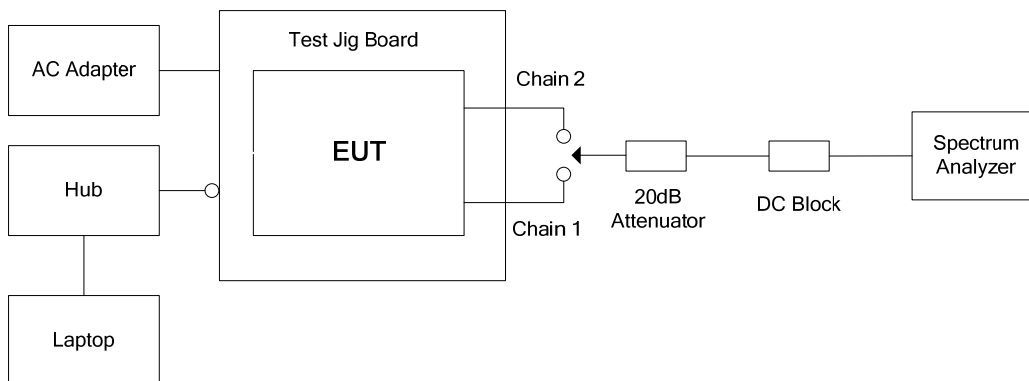 Test Jig Board
AC Adapter
Chain 2
EUT
Spectrum
Analyzer
Hub
20dB
Attenuator
DC Block
Chain 1
Laptop